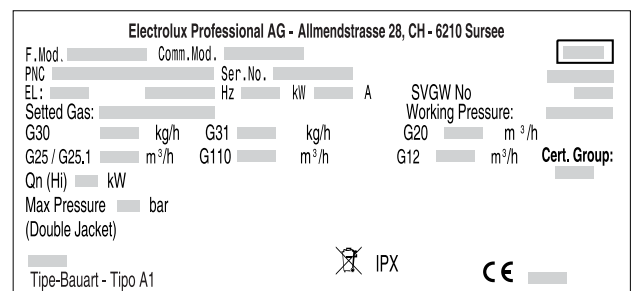 Electrolux Professional AG - Allmendstrasse 28, CH - 6210 Sursee
F.Mod. Comm.Mod.
PNC Ser.No.
EL: Hz kW A SVGW No
Setted Gas: Working Pressure:
G30 kg/h G31 kg/h G20 m³/h
G25 / G25.1 m³/h G110 m³/h G12 m³/h Cert. Group:
Qn (Hi) kW
Max Pressure bar
(Double Jacket)
IPX CE
Tipe-Bauart - Tipo A1